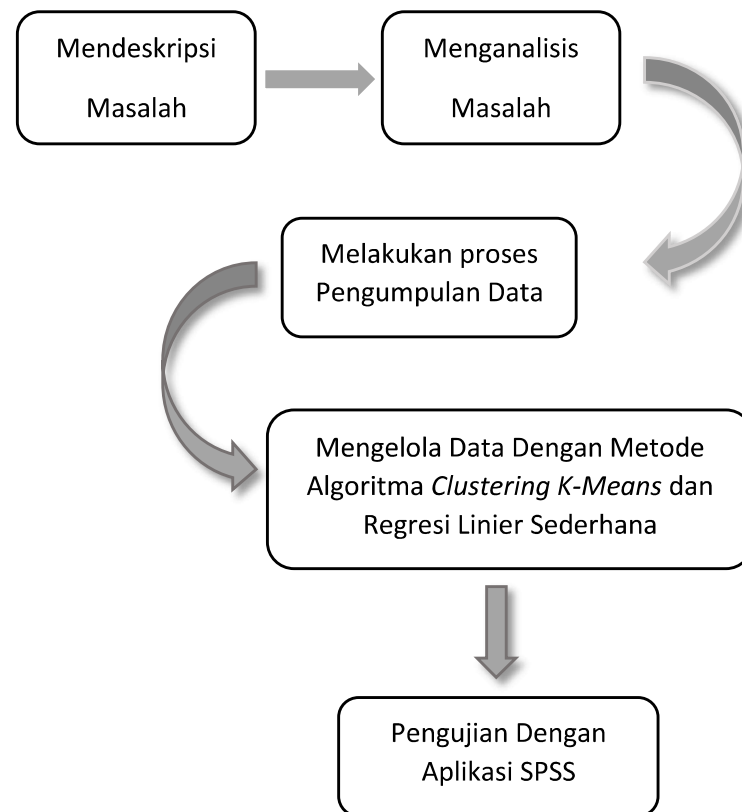 Mendeskripsi
Masalah
Menganalisis
Masalah
Melakukan proses
Pengumpulan Data
Mengelola Data Dengan Metode
Algoritma Clustering K-Means dan
Regresi Linier Sederhana
Pengujian Dengan
Aplikasi SPSS